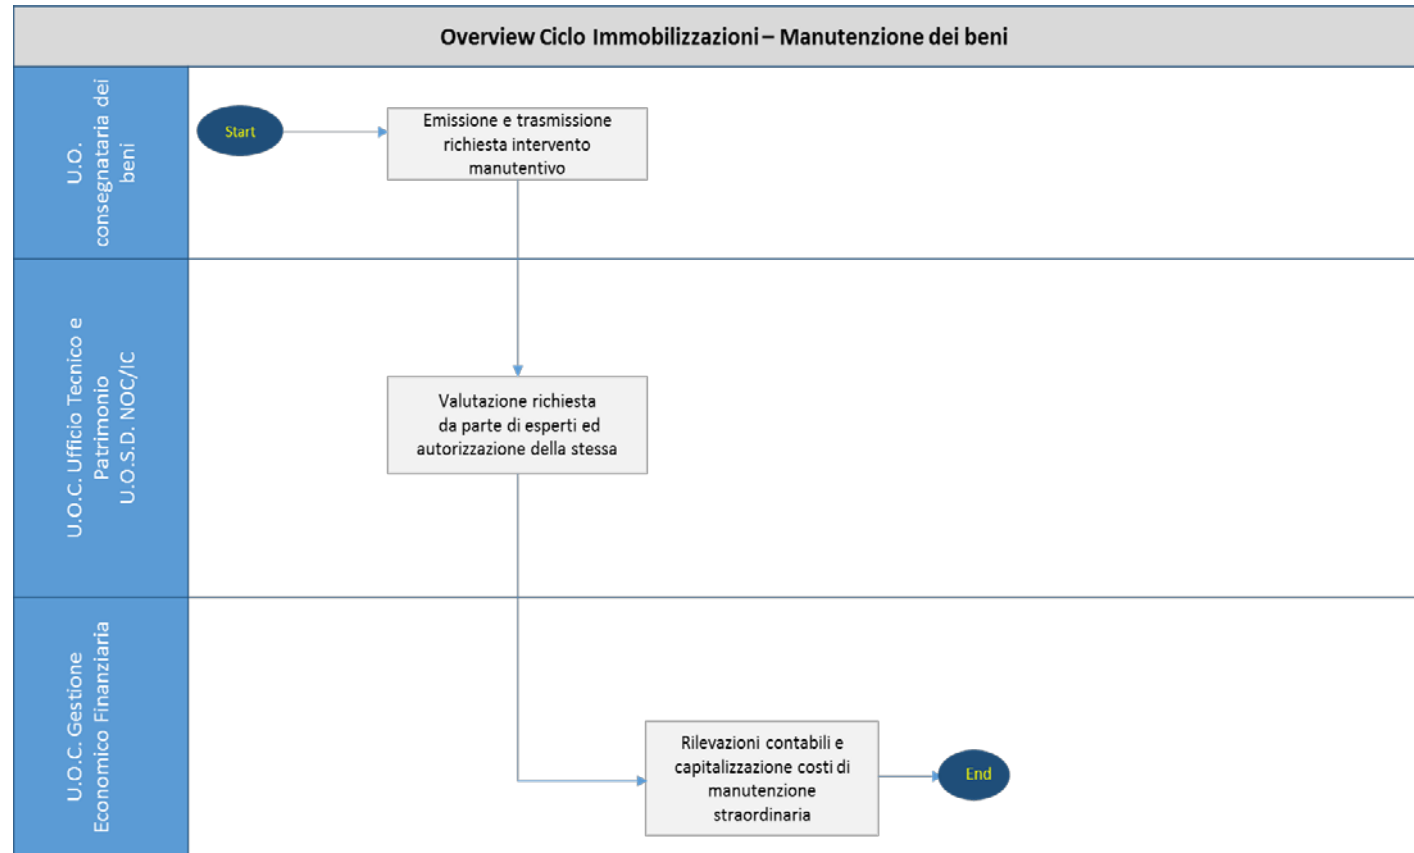 Overview Ciclo Immobilizzazioni – Manutenzione dei beni
U.O.
consegnataria dei
beni
Start
Emissione e trasmissione
richiesta intervento
manutentivo
U.O.C. Ufficio Tecnico e
Patrimonio
U.O.S.D. NOC/IC
Valutazione richiesta
da parte di esperti ed
autorizzazione della stessa
U.O.C. Gestione
Economico Finanziaria
Rilevazioni contabili e
capitalizzazione costi di
manutenzione
straordinaria
End